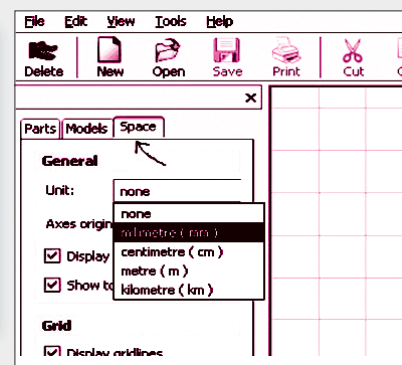 File Edit View Tools Help
Delete New Open Save Print Cut
Parts Models Space
General
Unit: none
none
milimetre ( mm )
centimetre ( cm )
metre ( m )
kilometre ( km )
Axes origin
Display
Show to
Grid
Display gridlines